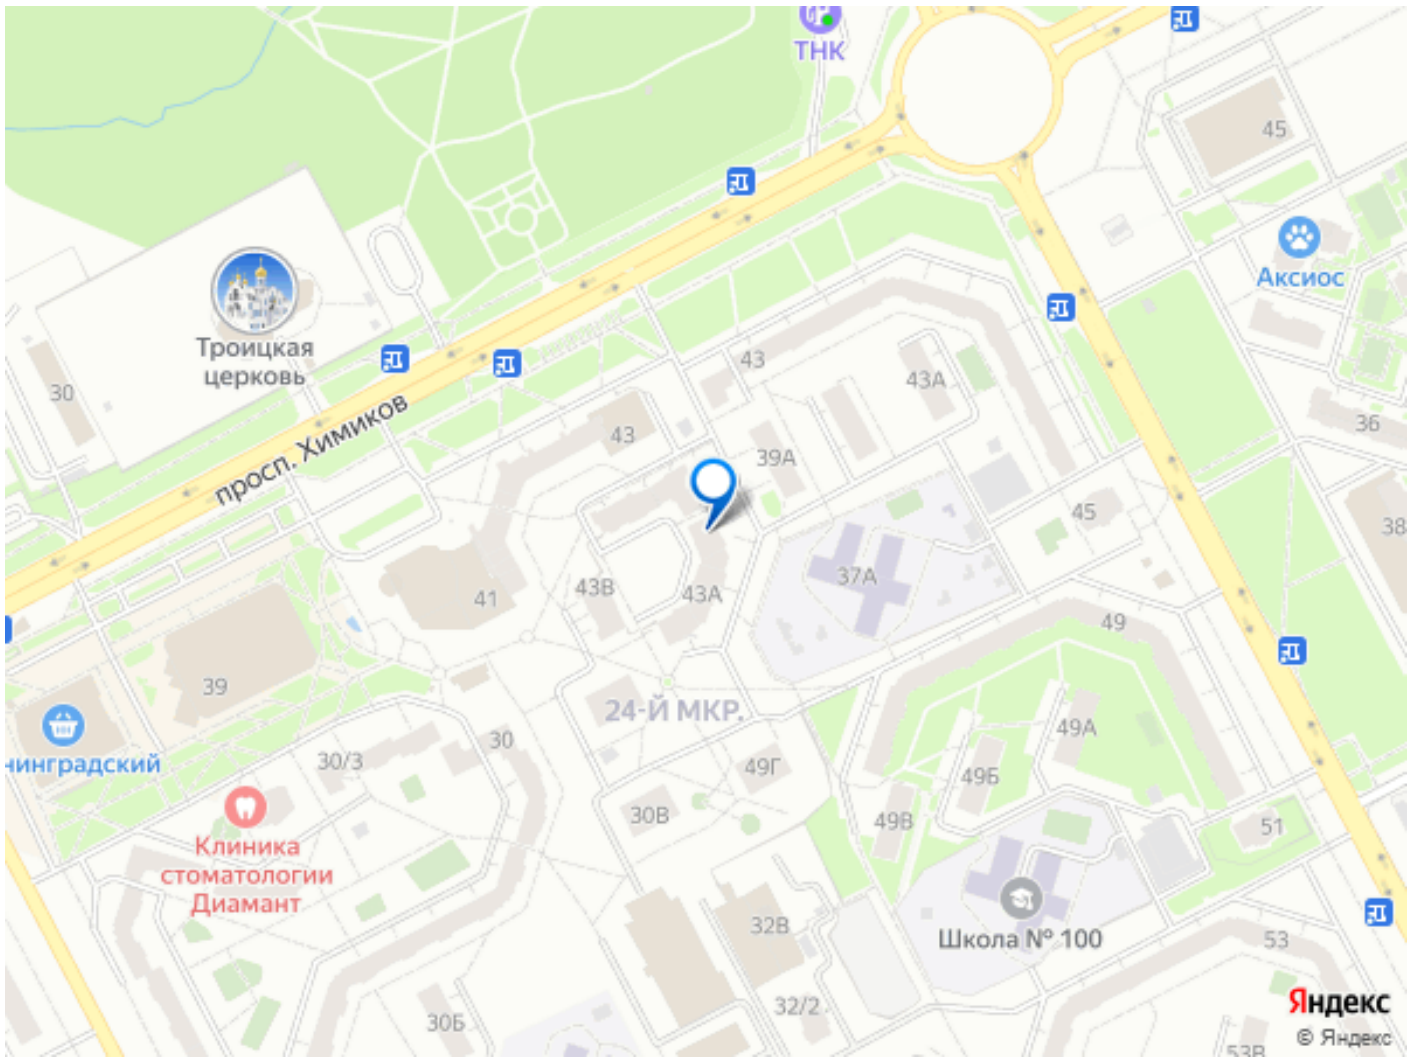 ТНК
45
Аксиос
Троицкая
церковь
30
43
43А
36
просп. Химиков
43
39А
38
45
37А
41
43В
43А
49
39
24-Й МКР.
нинградский
30/3
30
49А
49Г
49Б
30В
49В
51
Клиника
стоматологии
Диамант
32В
Школа № 100
53
32/2
30Б
Яндекс
© Яндекс
53В